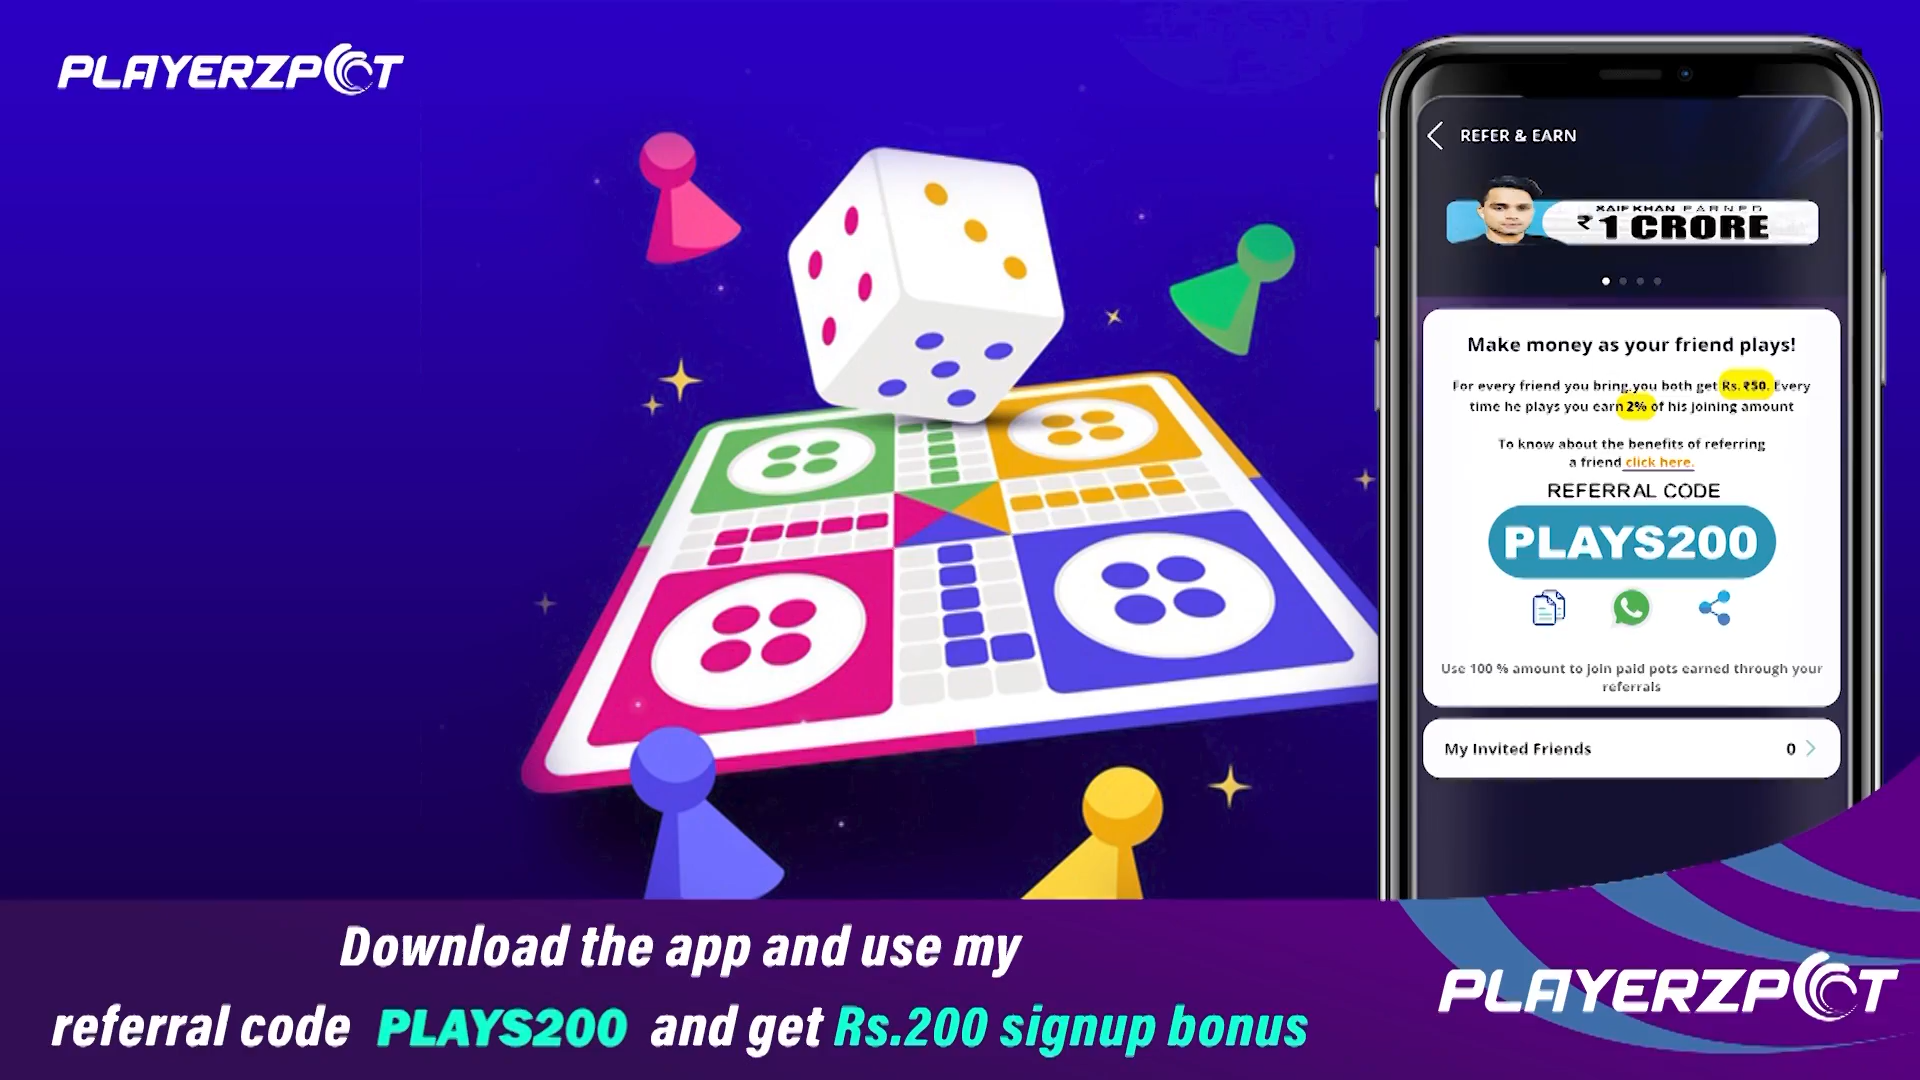 PLAYERZPOT
REFER & EARN
SAIF KHAN EARNED
₹ 1 CRORE
Make money as your friend plays!
For every friend you bring,you both get Rs. ₹50. Every
time he plays you earn 2% of his joining amount
To know about the benefits of referring
a friend click here.
REFERRAL CODE
PLAYS200
Use 100 % amount to join paid pots earned through your
referrals
My Invited Friends 0
Download the app and use my
referral code PLAYS200 and get Rs.200 signup bonus
PLAYERZPOT